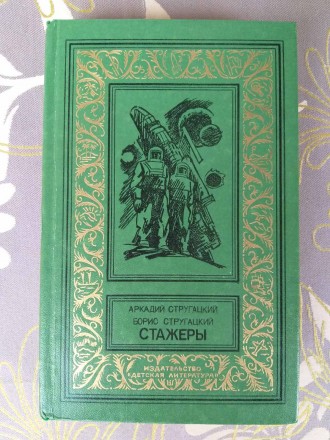 АРКАДИЙ СТРУГАЦКИЙ
БОРИС СТРУГАЦКИЙ
СТАЖЕРЫ
ИЗДАТЕЛЬСТВО
«ДЕТСКАЯ ЛИТЕРАТУРА»